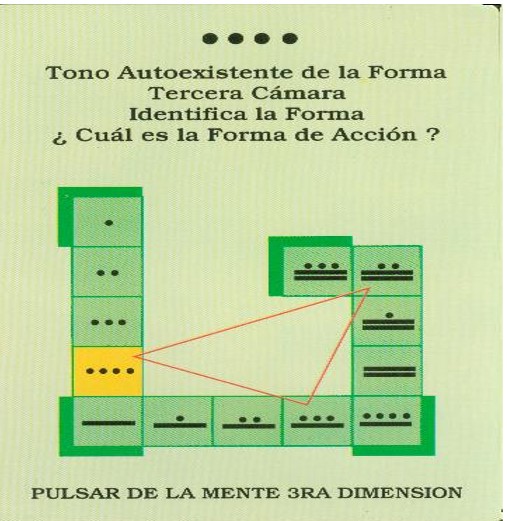 Tono Autoexistente de la Forma
Tercera Cámara
Identifica la Forma
¿ Cuál es la Forma de Acción ?
PULSAR DE LA MENTE 3RA DIMENSION